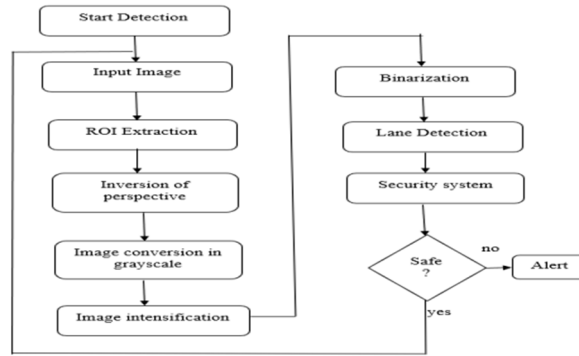 Start Detection
Input Image
ROI Extraction
Inversion of
perspective
Image conversion in
grayscale
Image intensification
Binarization
Lane Detection
Security system
Safe
?
no
Alert
yes